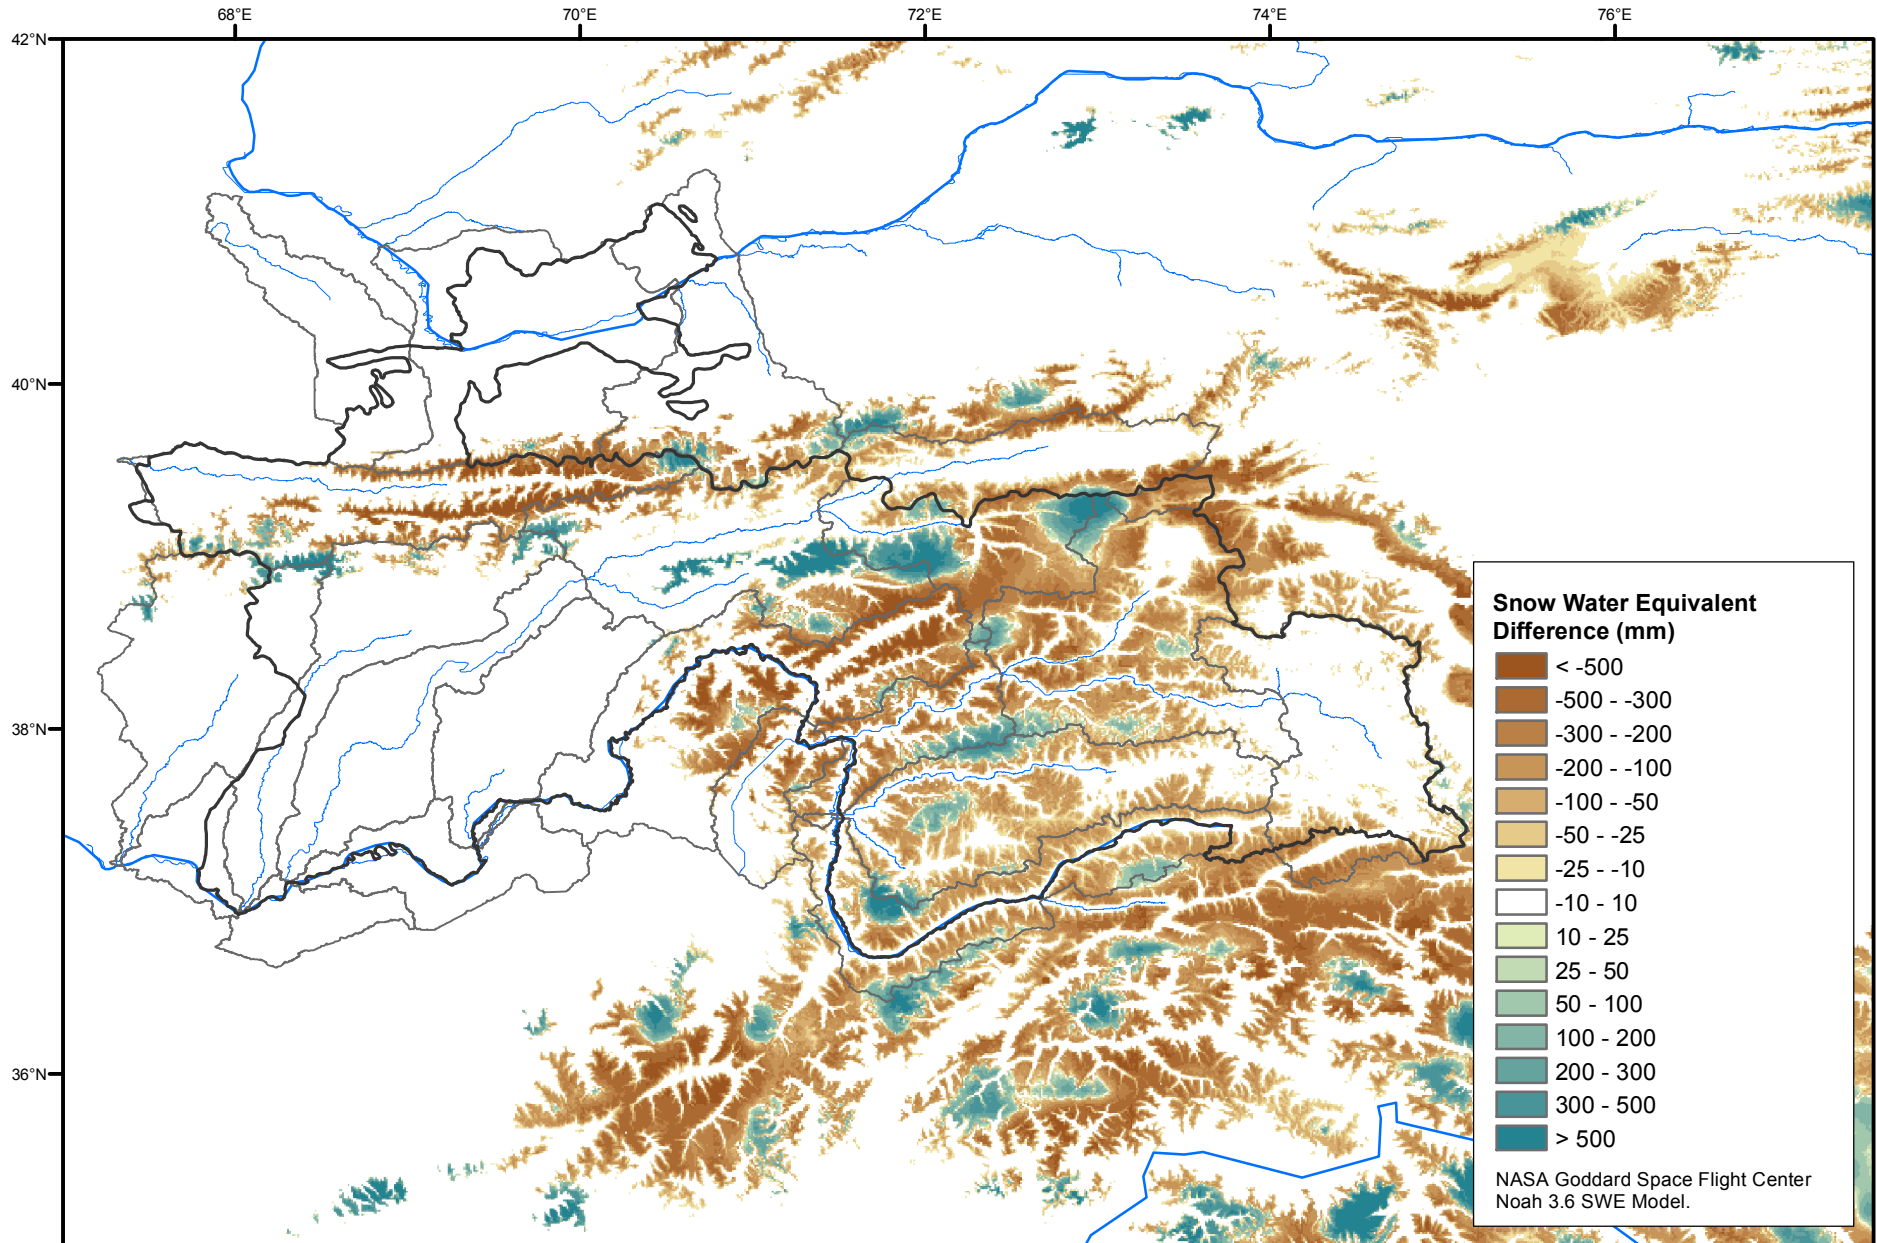 68°E
70°E
72°E
74°E
76°E
42°N
40°N
38°N
36°N
Snow Water Equivalent
Difference (mm)
< -500
-500 - -300
-300 - -200
-200 - -100
-100 - -50
-50 - -25
-25 - -10
-10 - 10
10 - 25
25 - 50
50 - 100
100 - 200
200 - 300
300 - 500
> 500
NASA Goddard Space Flight Center
Noah 3.6 SWE Model.